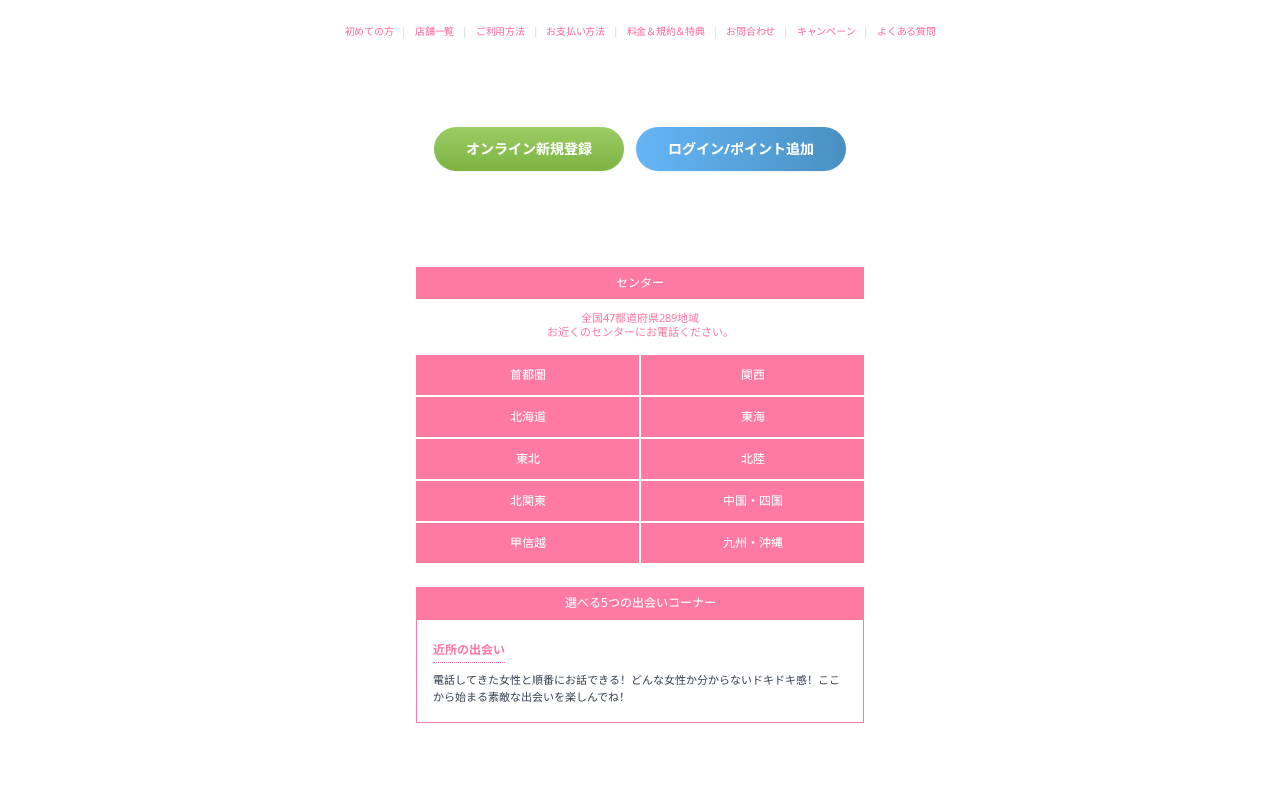 初めての方 | 店舗一覧 | ご利用方法 | お支払い方法 | 料金＆規約＆特典 | お問合わせ | キャンペーン | よくある質問
オンライン新規登録 ログイン/ポイント追加
センター
全国47都道府県289地域
お近くのセンターにお電話ください。
首都圏 関西
北海道 東海
東北 北陸
北関東 中国・四国
甲信越 九州・沖縄
選べる5つの出会いコーナー
近所の出会い
電話してきた女性と順番にお話できる！どんな女性か分からないドキドキ感！ここ
から始まる素敵な出会いを楽しんでね！